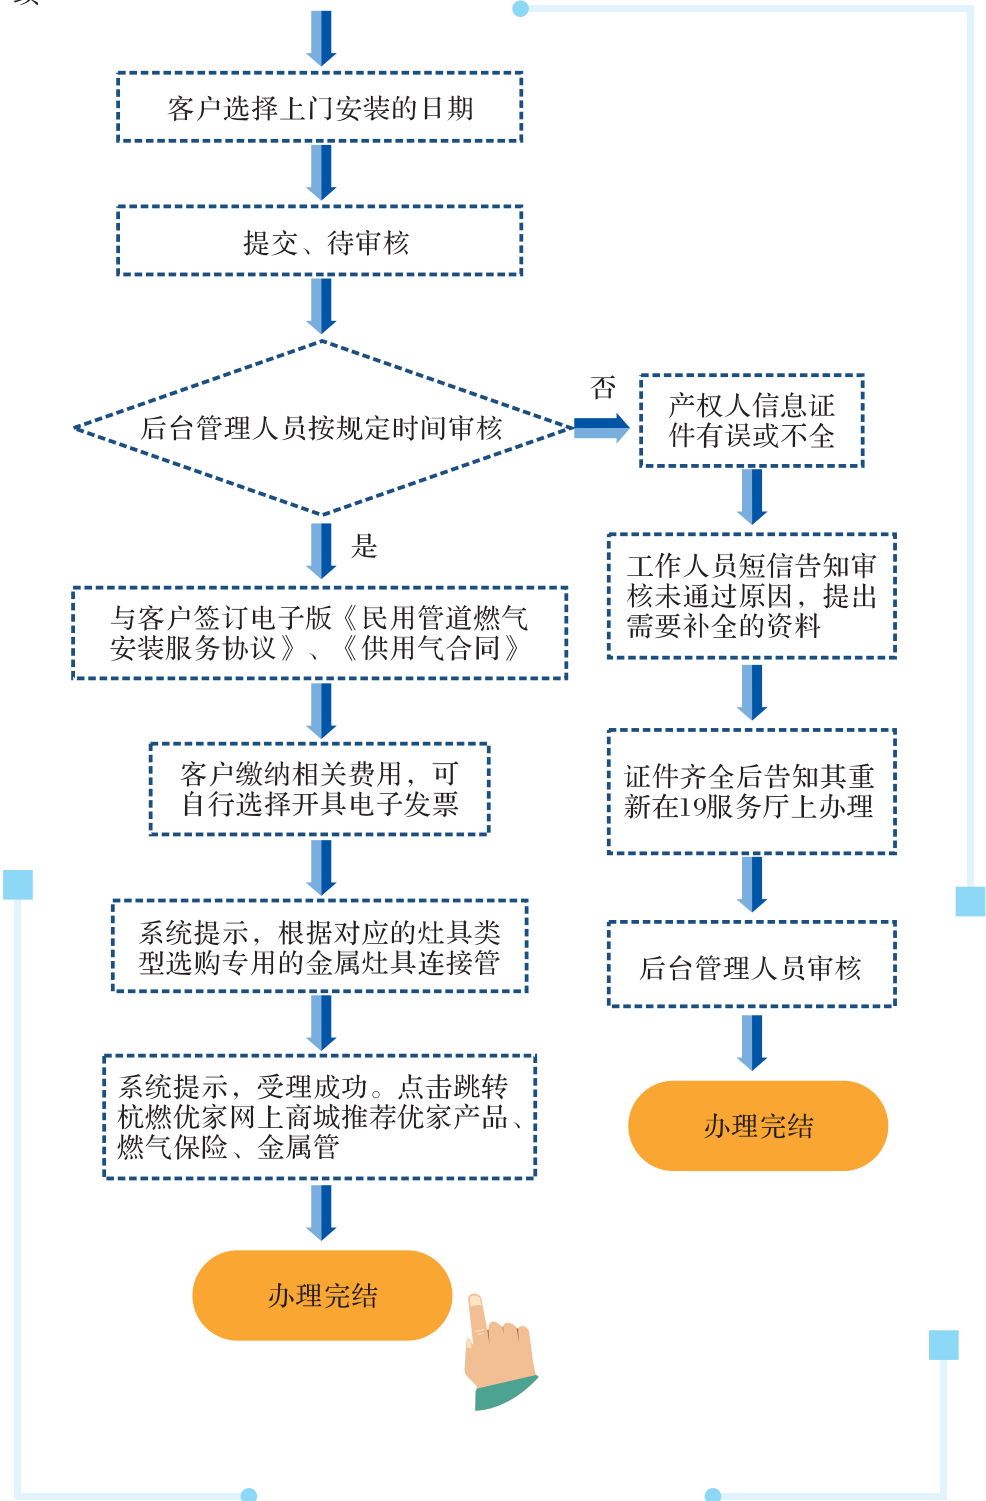 客户选择上门安装的日期
提交、待审核
后台管理人员按规定时间审核
否
产权人信息证
件有误或不全
是
工作人员短信告知审
核未通过原因，提出
需要补全的资料
与客户签订电子版《民用管道燃气
安装服务协议》、《供用气合同》
证件齐全后告知其重
新在19服务厅上办理
客户缴纳相关费用，可
自行选择开具电子发票
后台管理人员审核
系统提示，根据对应的灶具类
型选购专用的金属灶具连接管
办理完结
系统提示，受理成功。点击跳转
杭燃优家网上商城推荐优家产品、
燃气保险、金属管
办理完结